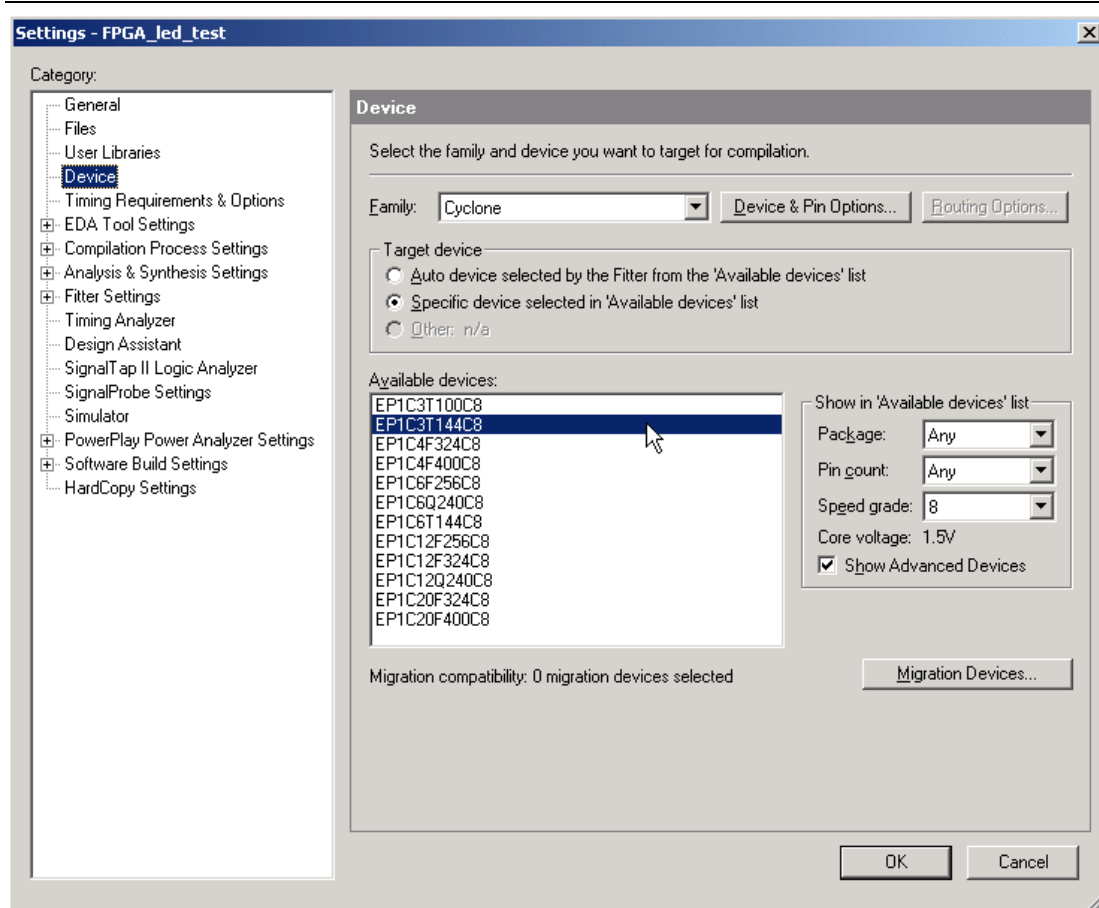 Settings - FPGA_led_test
Category:
General
Files
User Libraries
Device
Timing Requirements & Options
EDA Tool Settings
Compilation Process Settings
Analysis & Synthesis Settings
Fitter Settings
Timing Analyzer
Design Assistant
SignalTap II Logic Analyzer
SignalProbe Settings
Simulator
PowerPlay Power Analyzer Settings
Software Build Settings
HardCopy Settings
Device
Select the family and device you want to target for compilation.
Family: Cyclone Device & Pin Options... Routing Options...
Target device
Auto device selected by the Fitter from the 'Available devices' list
Specific device selected in 'Available devices' list
Other: n/a
Available devices:
EP1C3T100C8
EP1C3T144C8
EP1C4F324C8
EP1C4F400C8
EP1C6F256C8
EP1C6Q240C8
EP1C6T144C8
EP1C12F256C8
EP1C12F324C8
EP1C12Q240C8
EP1C20F324C8
EP1C20F400C8
Show in 'Available devices' list
Package: Any
Pin count: Any
Speed grade: 8
Core voltage: 1.5V
Show Advanced Devices
Migration compatibility: 0 migration devices selected
Migration Devices...
OK Cancel